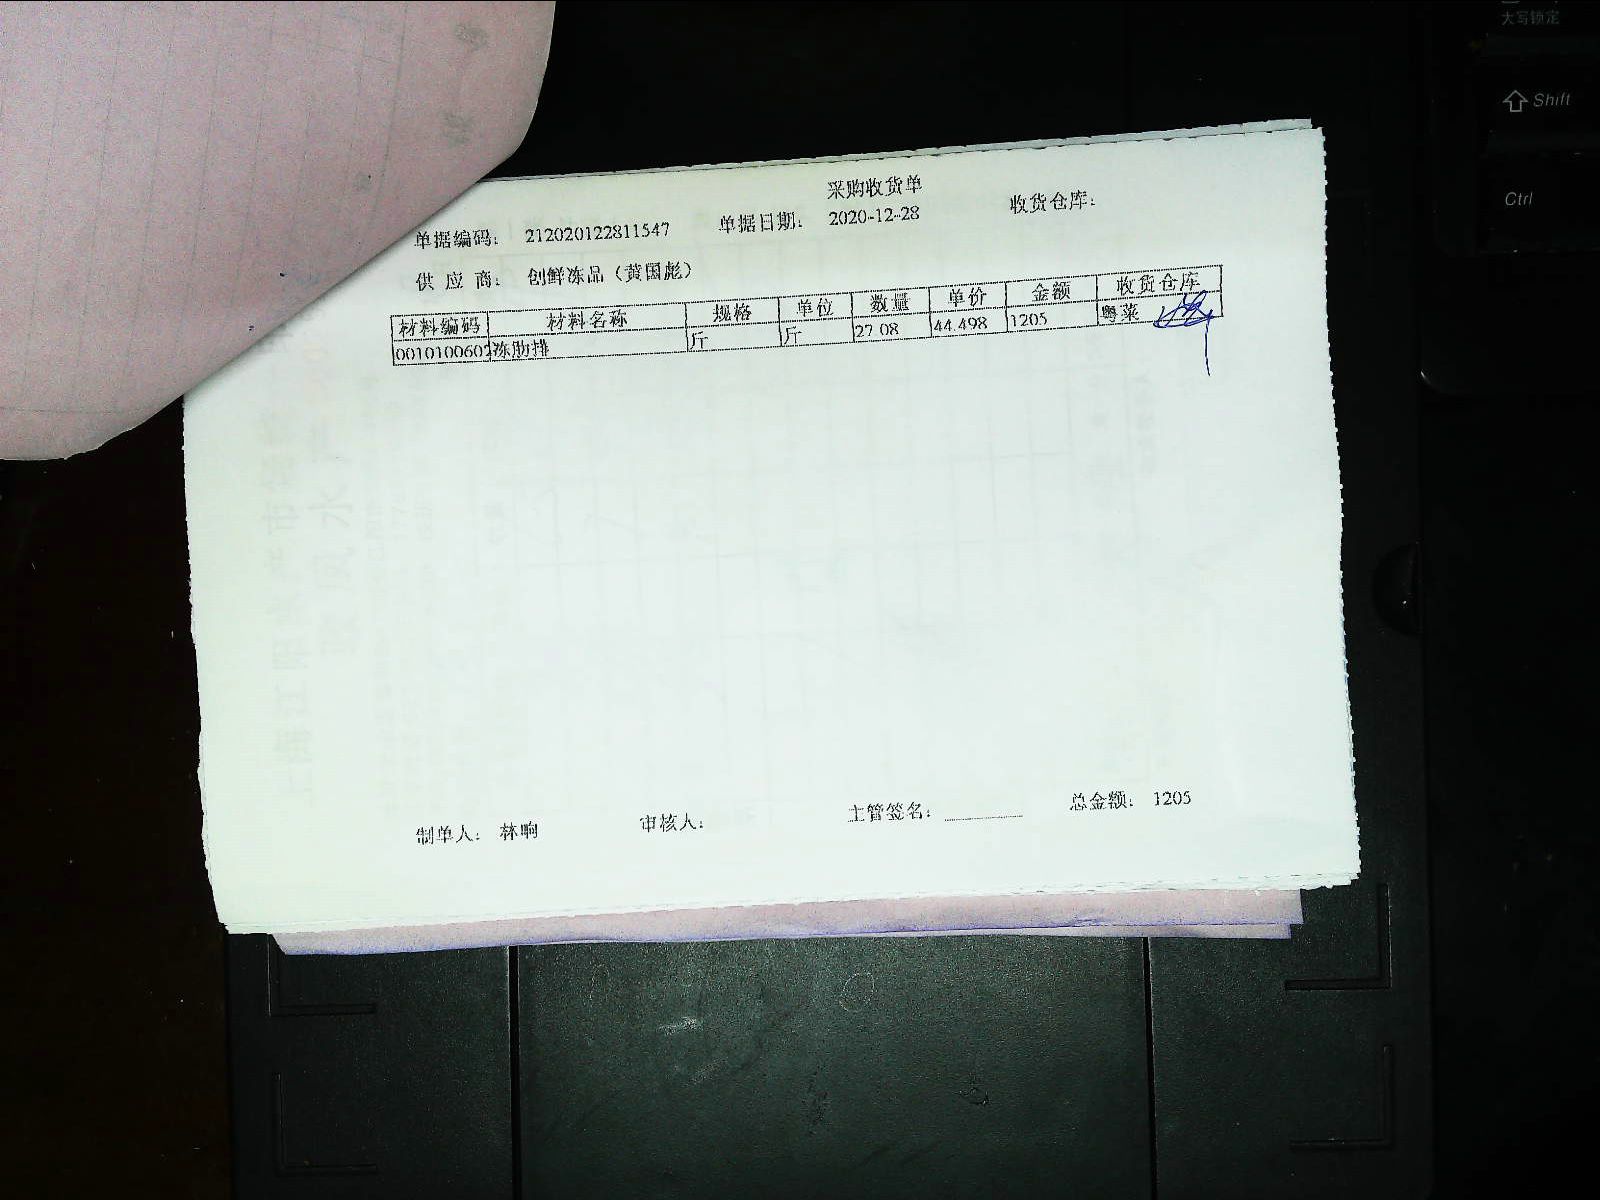 大写锁定
Shift
Ctrl
采购收货单
单据编码: 212020122811547 单据日期: 2020-12-28 收货仓库:
供应商: 创鲜冻品（黄国彪）
材料编码 材料名称 规格 单位 数量 单价 金额 收货仓库
0010100602 冻肋排 斤 斤 27.08 44.498 1205 粤菜
制单人: 林晌 审核人: 主管签名: 总金额: 1205